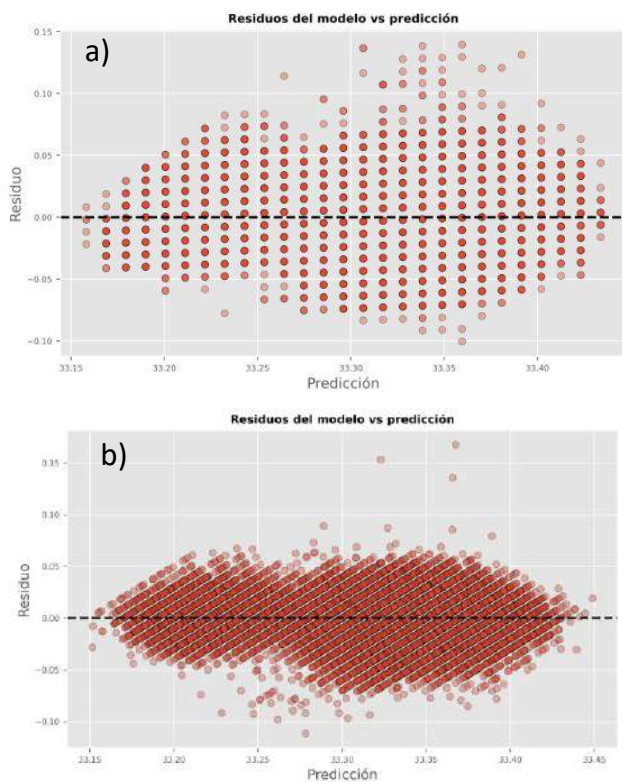 Residuos del modelo vs predicción
a)
0.15
0.10
0.05
0.00
−0.05
−0.10
Residuo
33.15 33.20 33.25 33.30 33.35 33.40
Predicción
Residuos del modelo vs predicción
b)
0.15
0.10
0.05
0.00
−0.05
−0.10
Residuo
33.15 33.20 33.25 33.30 33.35 33.40 33.45
Predicción